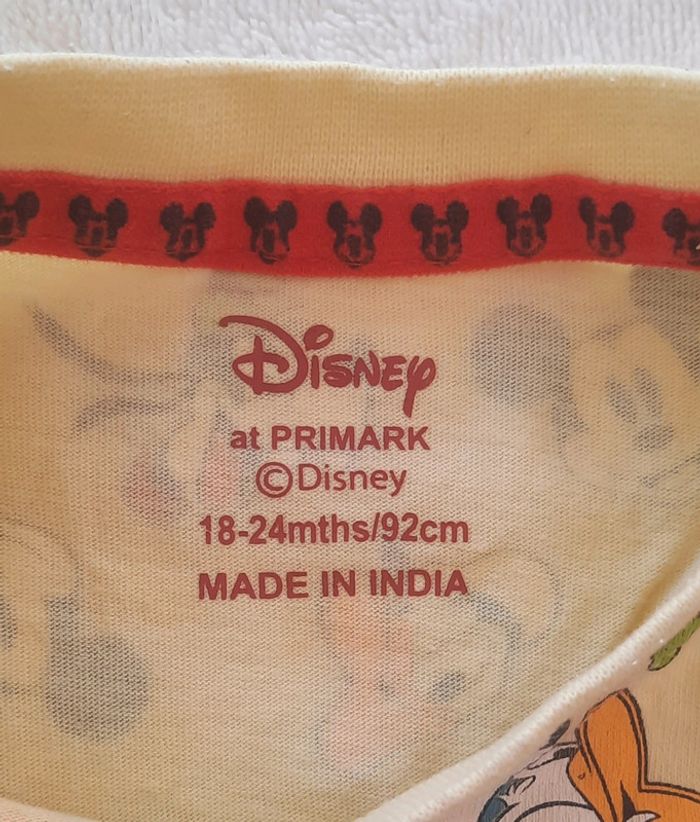 Disney
at PRIMARK
©Disney
18-24mths/92cm
MADE IN INDIA